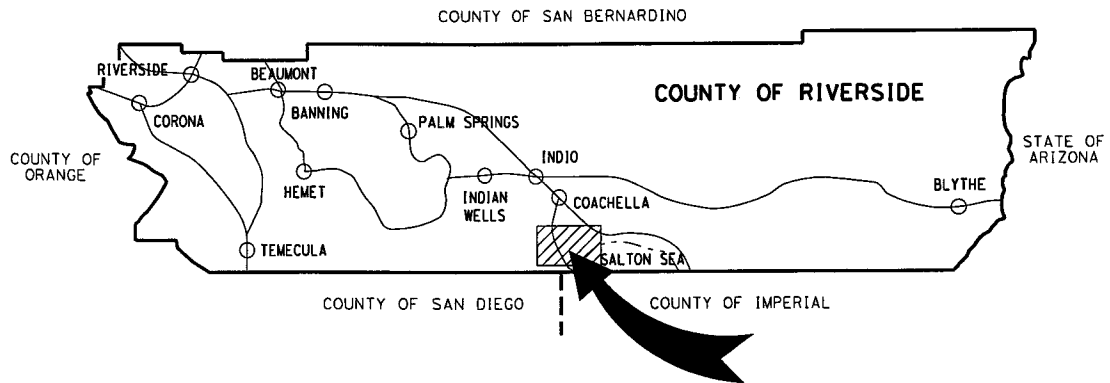 COUNTY OF SAN BERNARDINO
RIVERSIDE
BEAUMONT
BANNING
COUNTY OF RIVERSIDE
CORONA
PALM SPRINGS
COUNTY OF
ORANGE
STATE OF
ARIZONA
HEMET
INDIAN
WELLS
INDIO
COACHELLA
BLYTHE
TEMECULA
SALTON SEA
COUNTY OF SAN DIEGO
COUNTY OF IMPERIAL